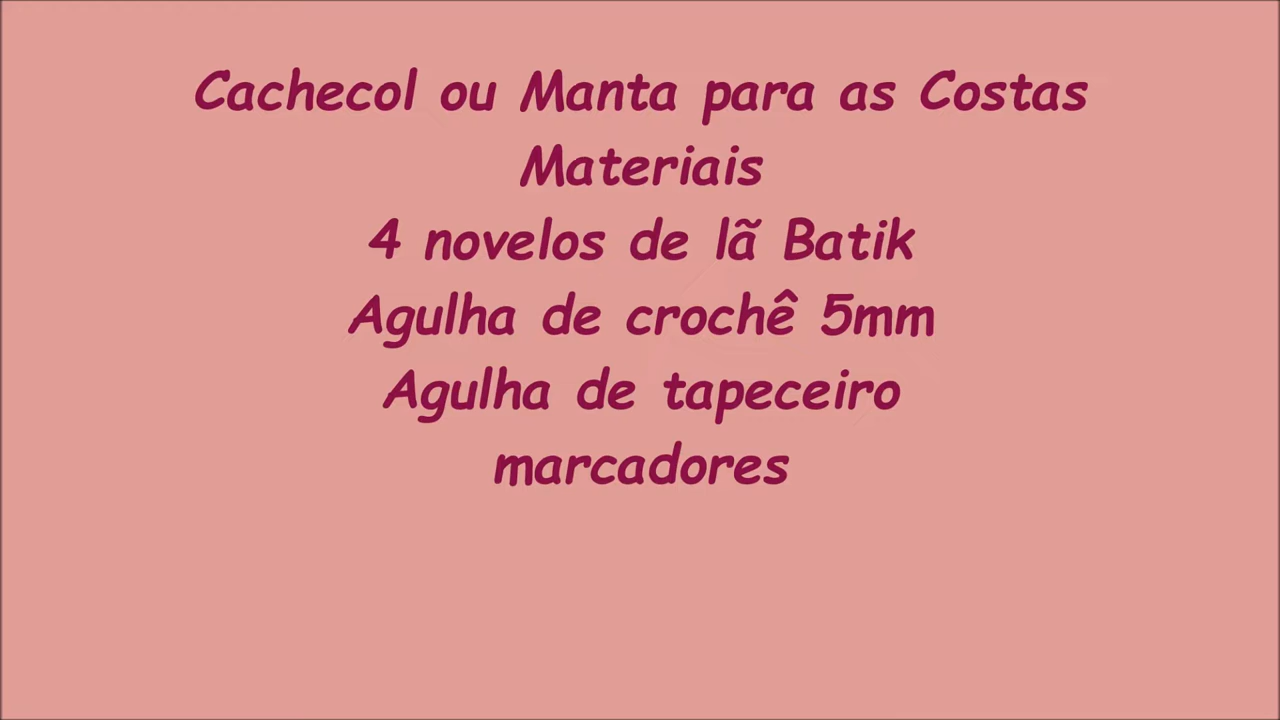 Cachecol ou Manta para as Costas
Materiais
4 novelos de lã Batik
Agulha de crochê 5mm
Agulha de tapeceiro
marcadores